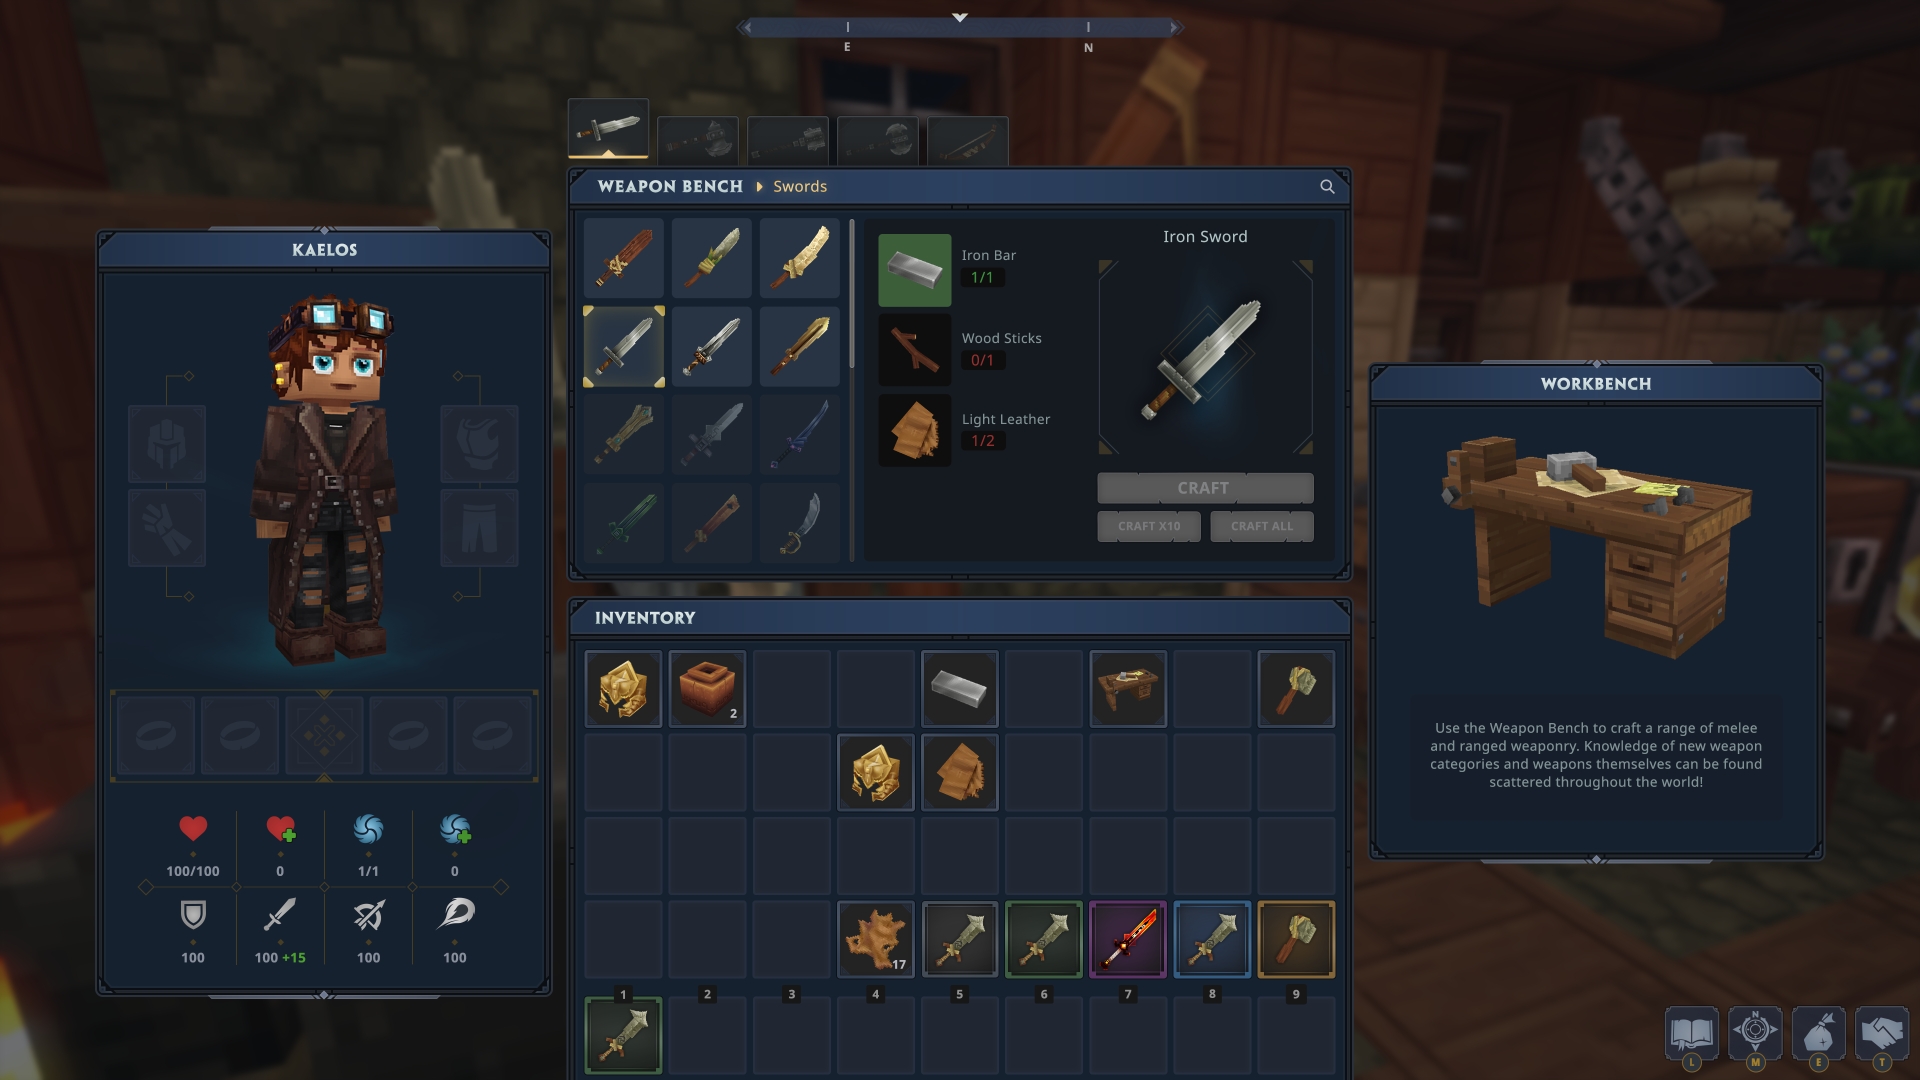 E
N
WEAPON BENCH Swords
KAELOS
Iron Bar
1/1
Wood Sticks
0/1
Light Leather
1/2
Iron Sword
CRAFT
CRAFT X10
CRAFT ALL
WORKBENCH
Use the Weapon Bench to craft a range of melee
and ranged weaponry. Knowledge of new weapon
categories and weapons themselves can be found
scattered throughout the world!
INVENTORY
2
17
1 2 3 4 5 6 7 8 9
100/100
0
1/1
0
100
100 +15
100
100
N
L
M
E
T